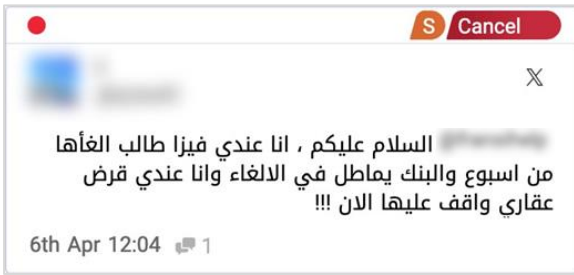 S Cancel
𝕏
السلام عليكم ، انا عندي فيزا طالب الغأها
من اسبوع والبنك يماطل في الالغاء وانا عندي قرض
عقاري واقف عليها الان !!!
6th Apr 12:04 1